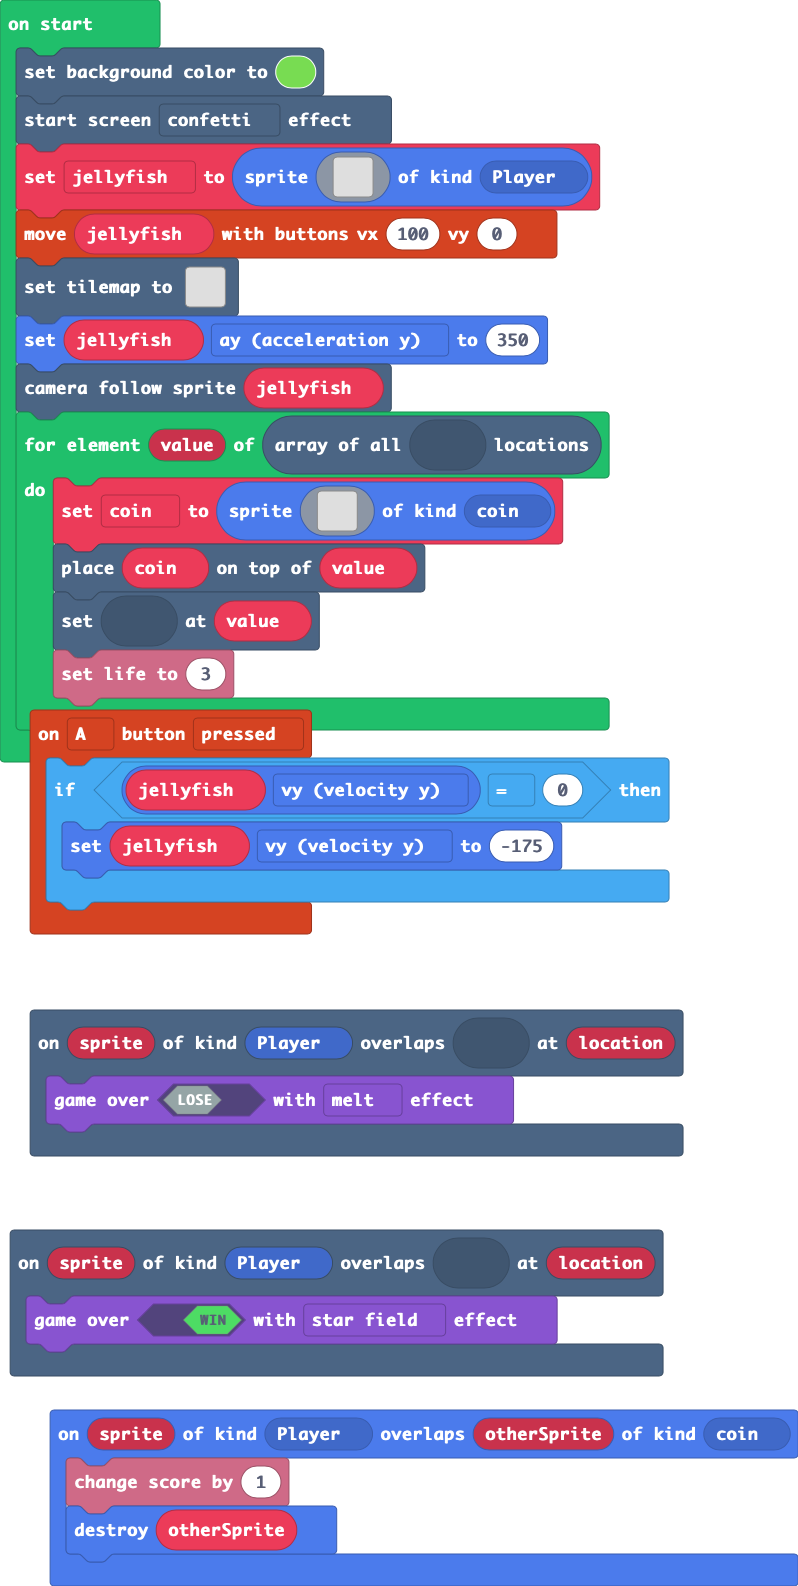 on start
set background color to
start screen confetti effect
set jellyfish to sprite of kind Player
move jellyfish with buttons vx 100 vy 0
set tilemap to
set jellyfish ay (acceleration y) to 350
camera follow sprite jellyfish
for element value of array of all locations
do
set coin to sprite of kind coin
place coin on top of value
set at value
set life to 3
on A button pressed
if jellyfish vy (velocity y) = 0 then
set jellyfish vy (velocity y) to -175
on sprite of kind Player overlaps at location
game over LOSE with melt effect
on sprite of kind Player overlaps at location
game over WIN with star field effect
on sprite of kind Player overlaps otherSprite of kind coin
change score by 1
destroy otherSprite